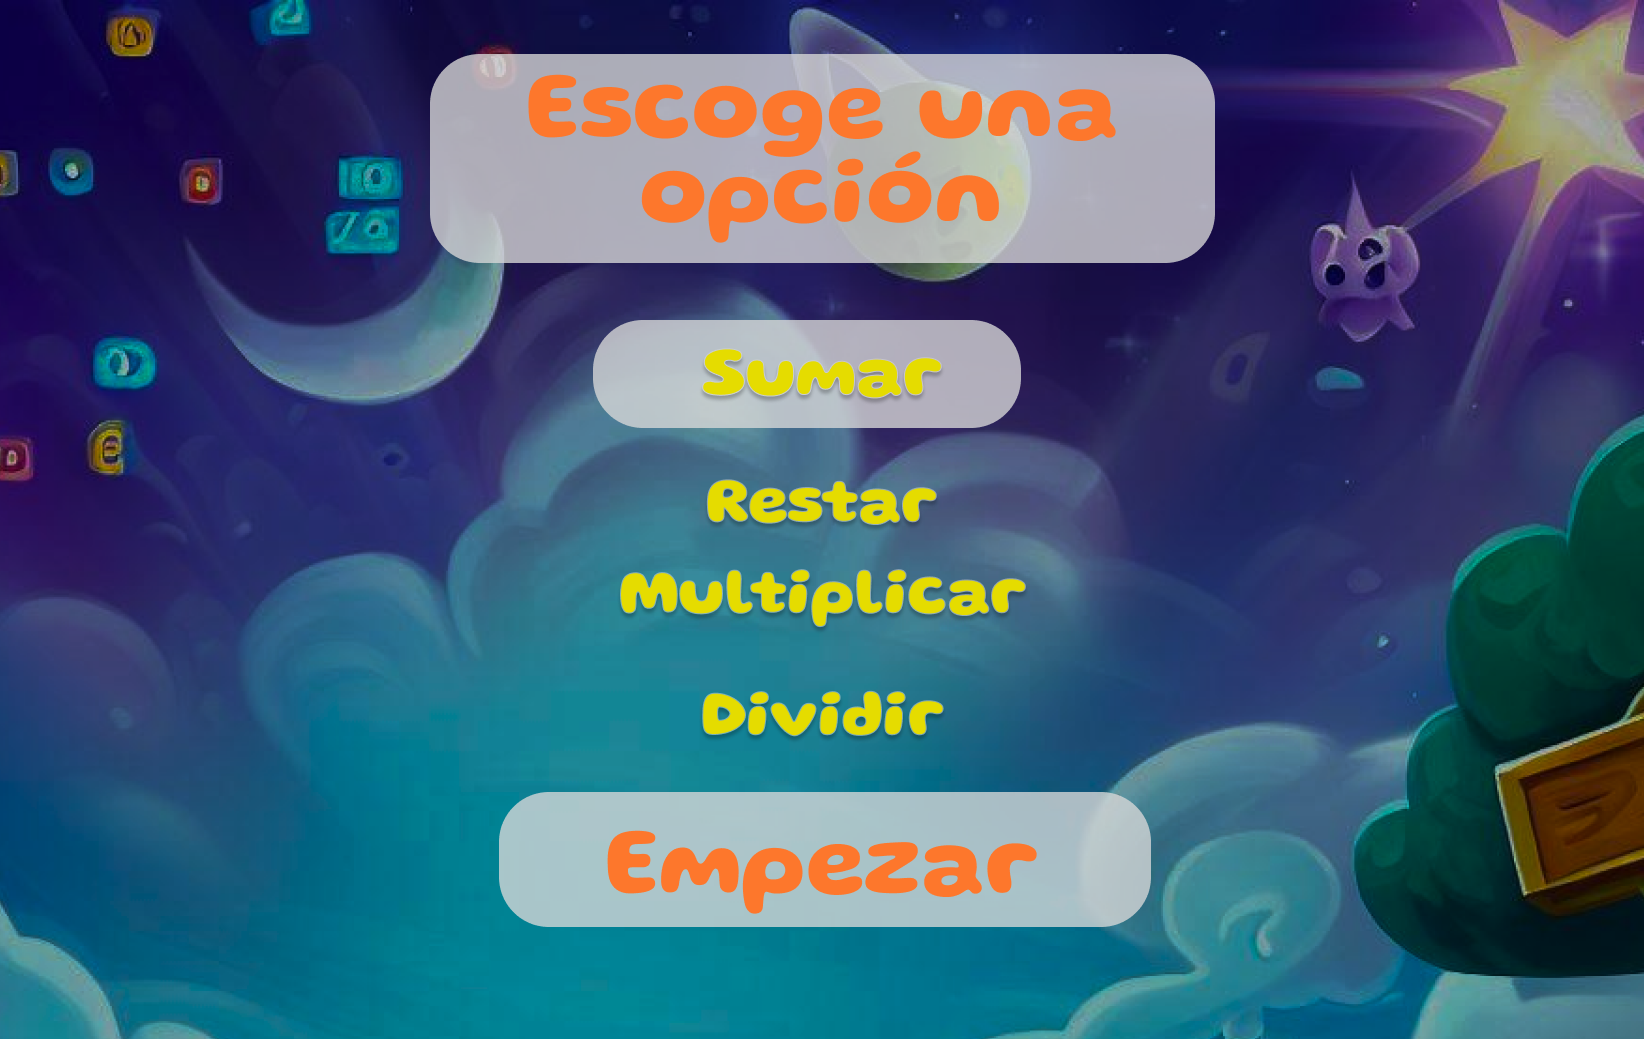 Escoge una
opción
Sumar
Restar
Multiplicar
Dividir
Empezar